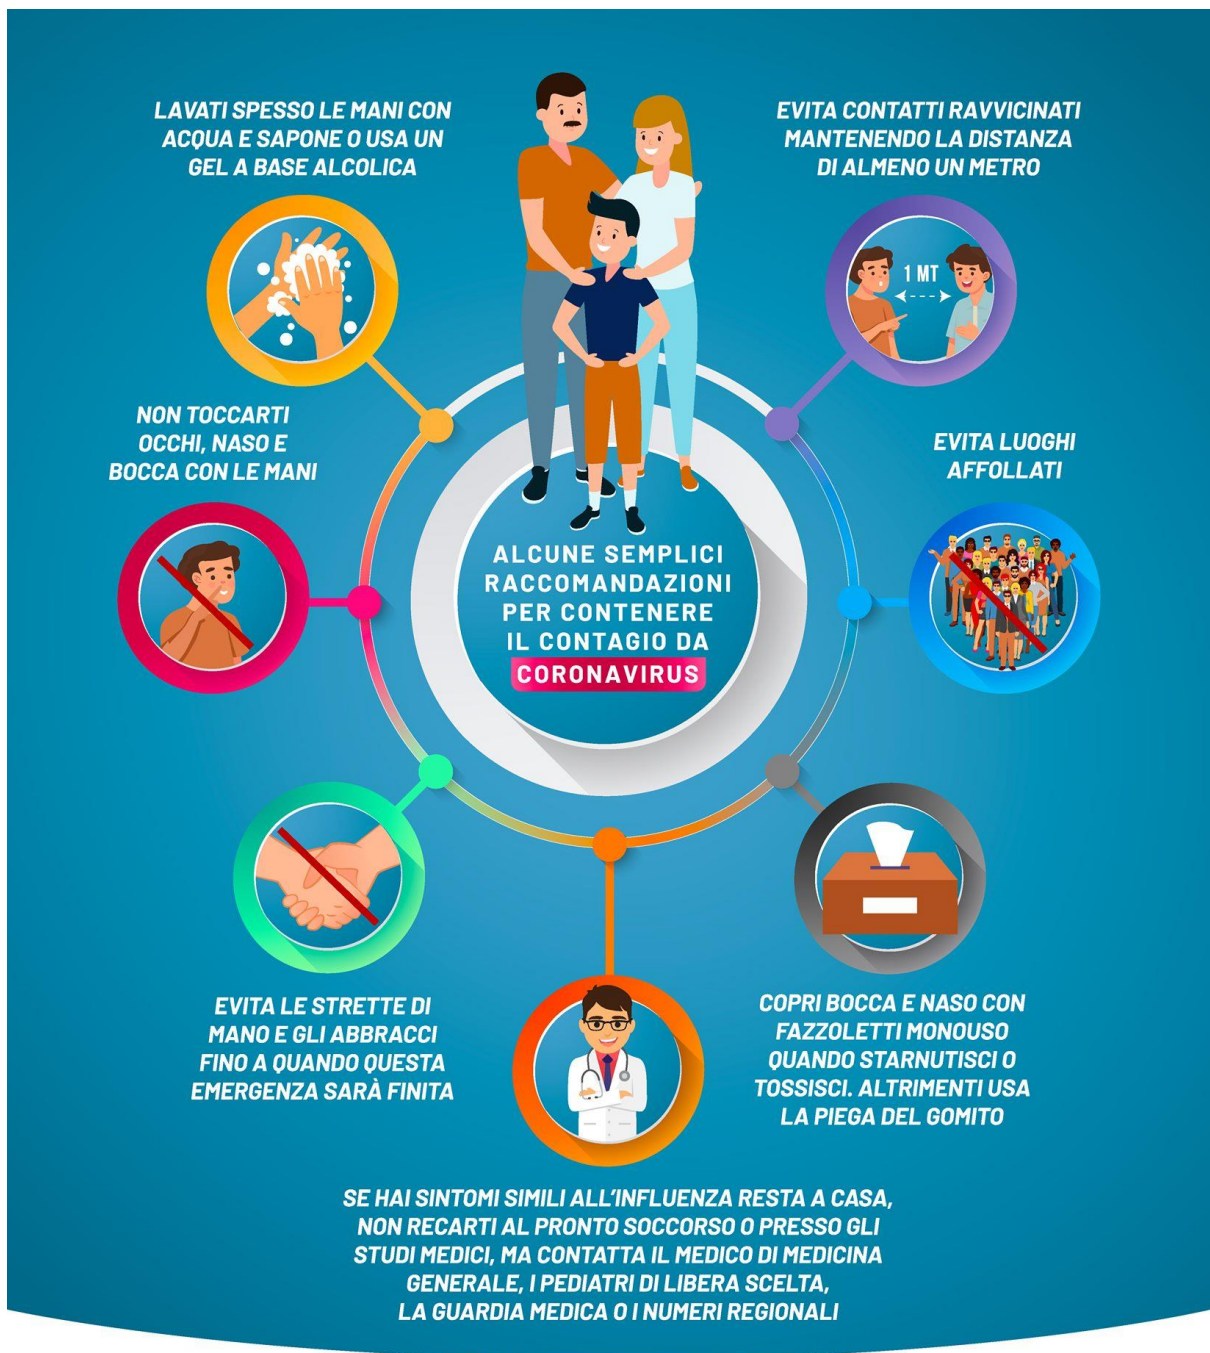 LAVATI SPESSO LE MANI CON
ACQUA E SAPONE O USA UN
GEL A BASE ALCOLICA
EVITA CONTATTI RAVVICINATI
MANTENENDO LA DISTANZA
DI ALMENO UN METRO
1 MT
NON TOCCARTI
OCCHI, NASO E
BOCCA CON LE MANI
EVITA LUOGHI
AFFOLLATI
ALCUNE SEMPLICI
RACCOMANDAZIONI
PER CONTENERE
IL CONTAGIO DA
CORONAVIRUS
EVITA LE STRETTE DI
MANO E GLI ABBRACCI
FINO A QUANDO QUESTA
EMERGENZA SARÀ FINITA
COPRI BOCCA E NASO CON
FAZZOLETTI MONOUSO
QUANDO STARNUTISCI O
TOSSISCI. ALTRIMENTI USA
LA PIEGA DEL GOMITO
SE HAI SINTOMI SIMILI ALL'INFLUENZA RESTA A CASA,
NON RECARTI AL PRONTO SOCCORSO O PRESSO GLI
STUDI MEDICI, MA CONTATTA IL MEDICO DI MEDICINA
GENERALE, I PEDIATRI DI LIBERA SCELTA,
LA GUARDIA MEDICA O I NUMERI REGIONALI